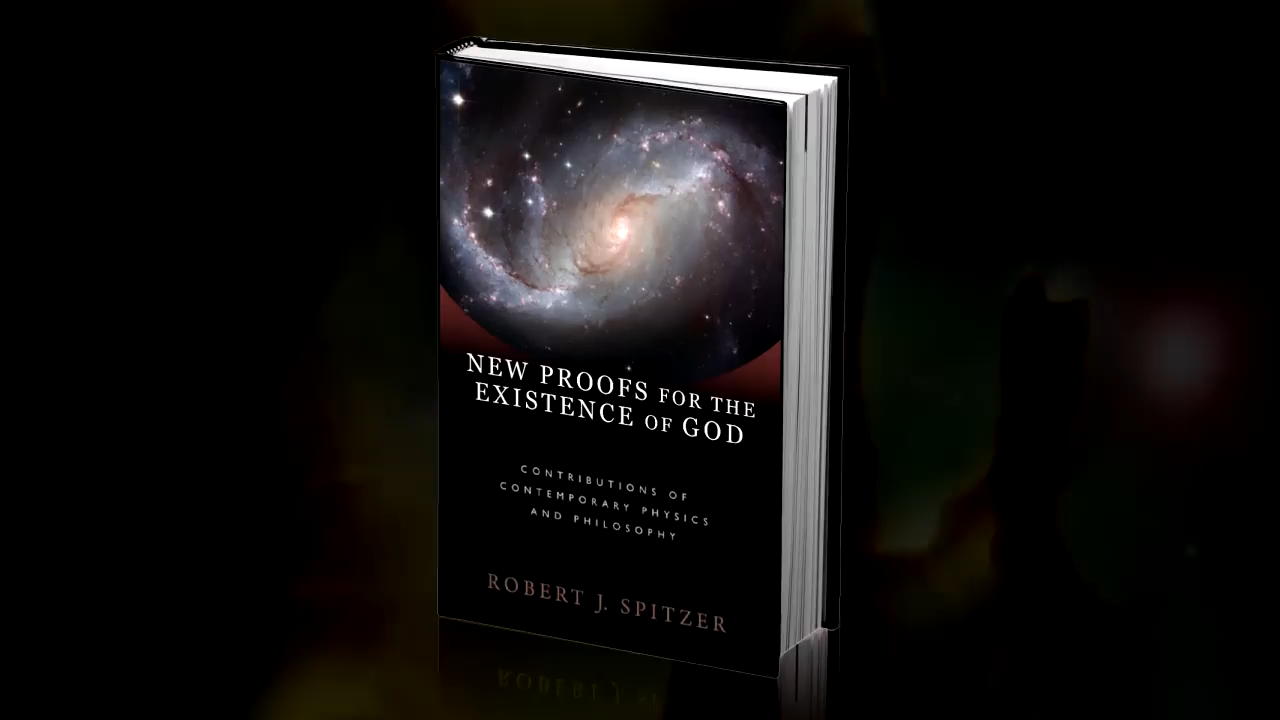 NEW PROOFS FOR THE
EXISTENCE OF GOD
CONTRIBUTIONS OF
CONTEMPORARY PHYSICS
AND PHILOSOPHY
ROBERT J. SPITZER